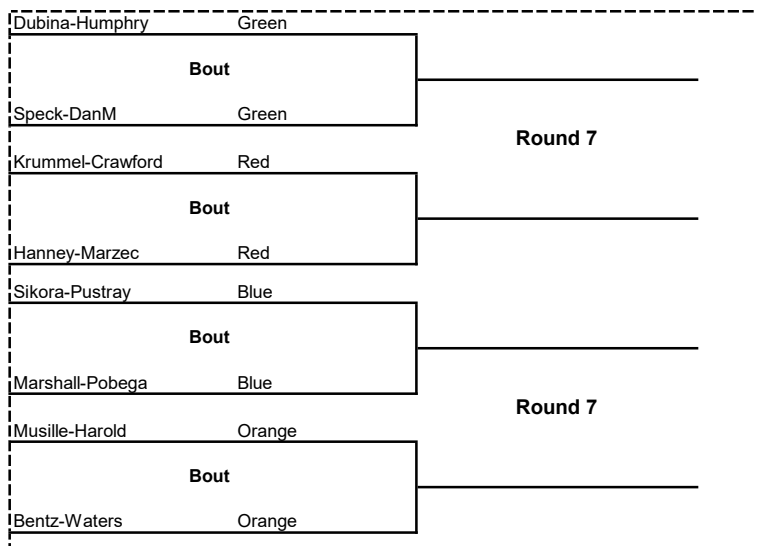 Dubina-Humphry Green
Bout
Speck-DanM Green
Round 7
Krummel-Crawford Red
Bout
Hanney-Marzec Red
Sikora-Pustray Blue
Bout
Marshall-Pobega Blue
Round 7
Musille-Harold Orange
Bout
Bentz-Waters Orange